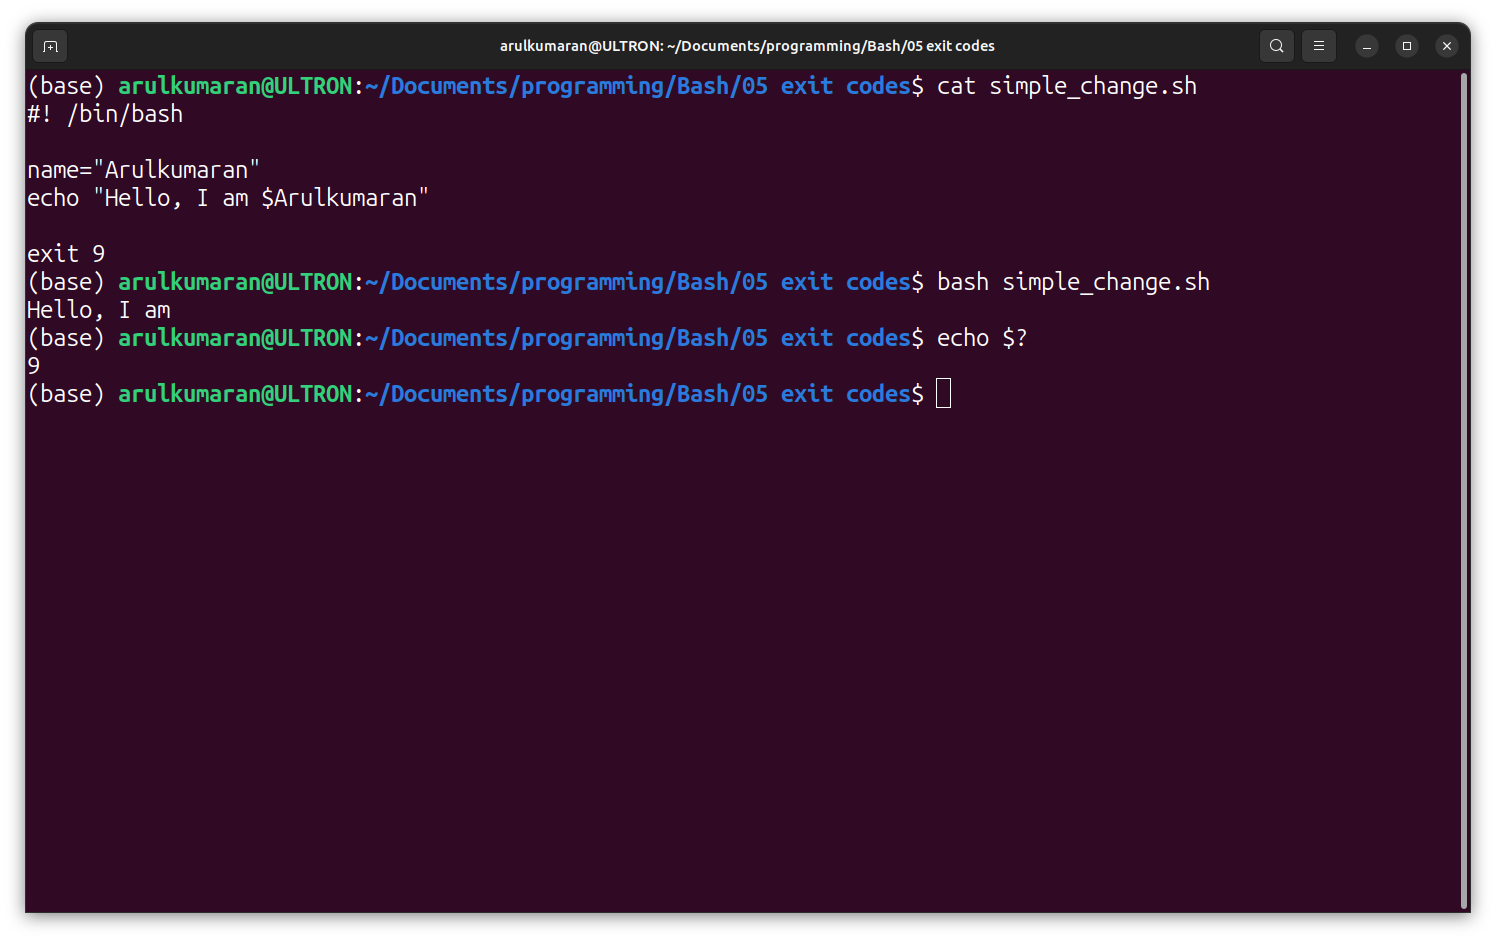 arulkumaran@ULTRON: ~/Documents/programming/Bash/05 exit codes
(base) arulkumaran@ULTRON:~/Documents/programming/Bash/05 exit codes$ cat simple_change.sh
#! /bin/bash
name="Arulkumaran"
echo "Hello, I am $Arulkumaran"
exit 9
(base) arulkumaran@ULTRON:~/Documents/programming/Bash/05 exit codes$ bash simple_change.sh
Hello, I am
(base) arulkumaran@ULTRON:~/Documents/programming/Bash/05 exit codes$ echo $?
9
(base) arulkumaran@ULTRON:~/Documents/programming/Bash/05 exit codes$